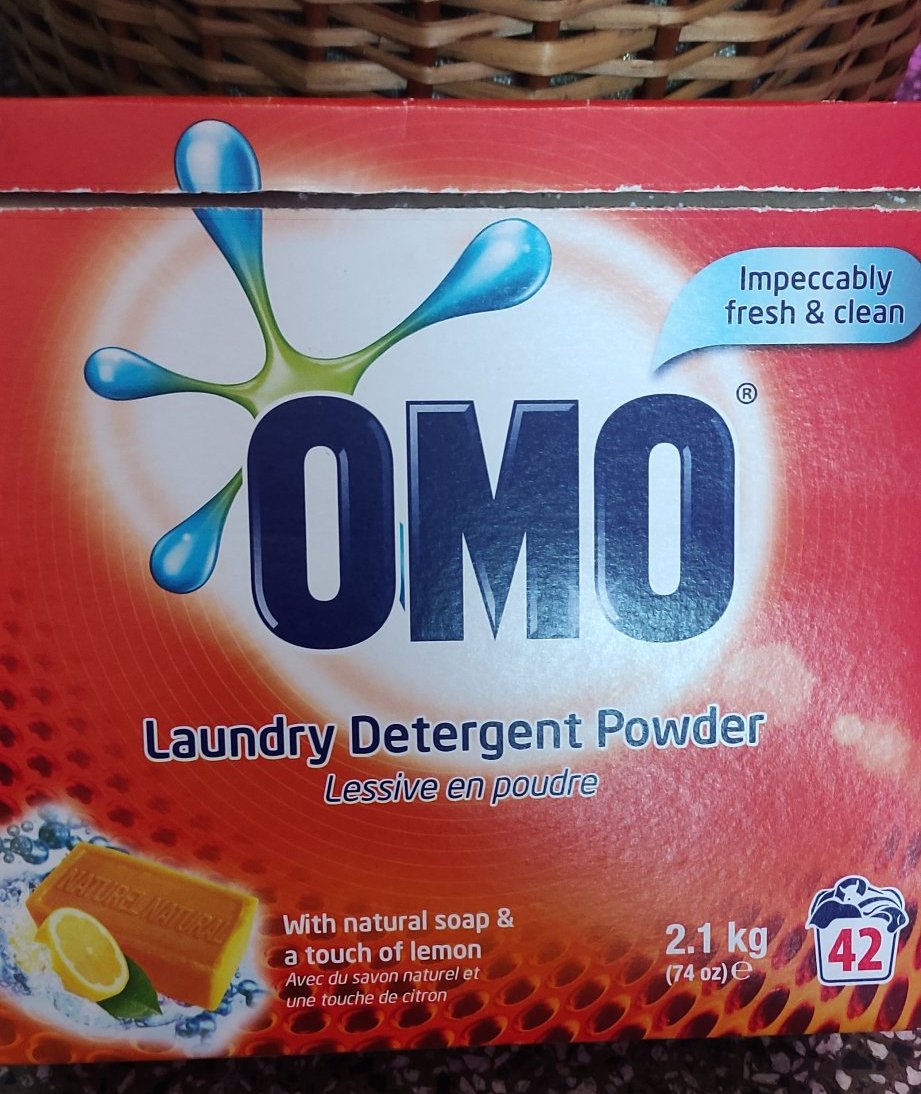 Impeccably
fresh & clean
OMO®
Laundry Detergent Powder
Lessive en poudre
NATUREL NATURAL
With natural soap &
a touch of lemon
Avec du savon naturel et
une touche de citron
2.1 kg
(74 oz) ℮
42